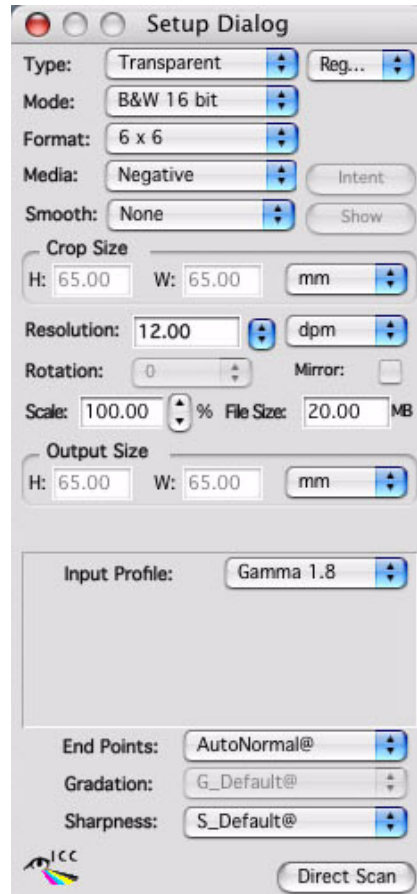 Setup Dialog
Type: Transparent Reg...
Mode: B&W 16 bit
Format: 6 x 6
Media: Negative Intent
Smooth: None Show
Crop Size
H: 65.00 W: 65.00 mm
Resolution: 12.00 dpm
Rotation: 0 Mirror:
Scale: 100.00 % File Size: 20.00 MB
Output Size
H: 65.00 W: 65.00 mm
Input Profile: Gamma 1.8
End Points: AutoNormal@
Gradation: G_Default@
Sharpness: S_Default@
ICC
Direct Scan